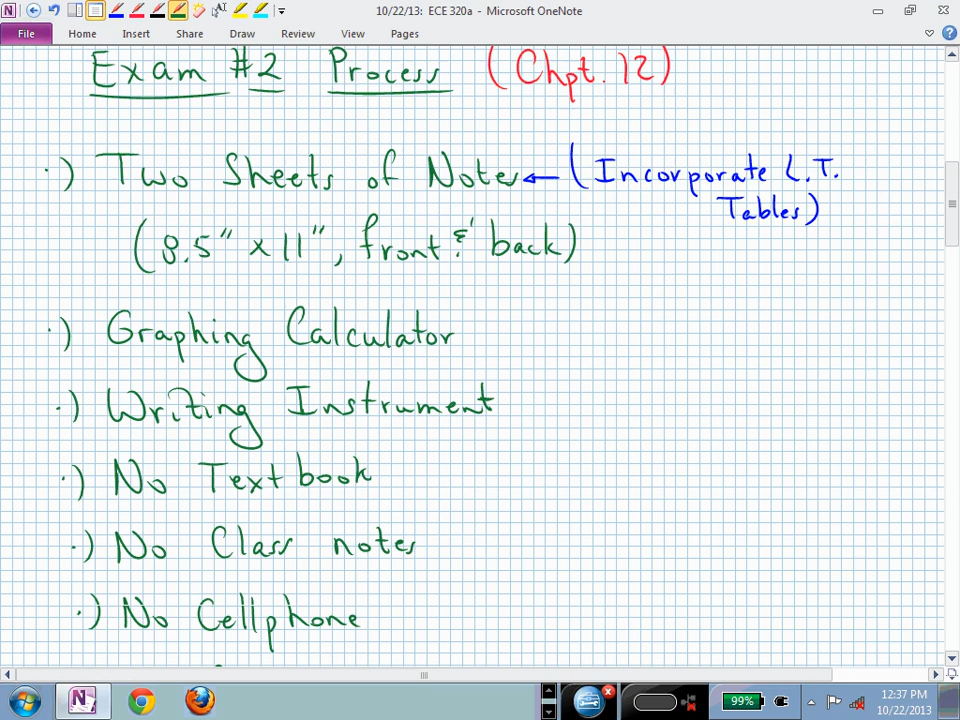 10/22/13: ECE 320a - Microsoft OneNote
File Home Insert Share Draw Review View Pages
Exam #2 Process (Chpt. 12)
·) Two Sheets of Notes ← (Incorporate L.T.
Tables)
(8.5" x 11", front & back)
·) Graphing Calculator
·) Writing Instrument
·) No Textbook
·) No Class notes
·) No Cellphone
99%
12:37 PM
10/22/2013